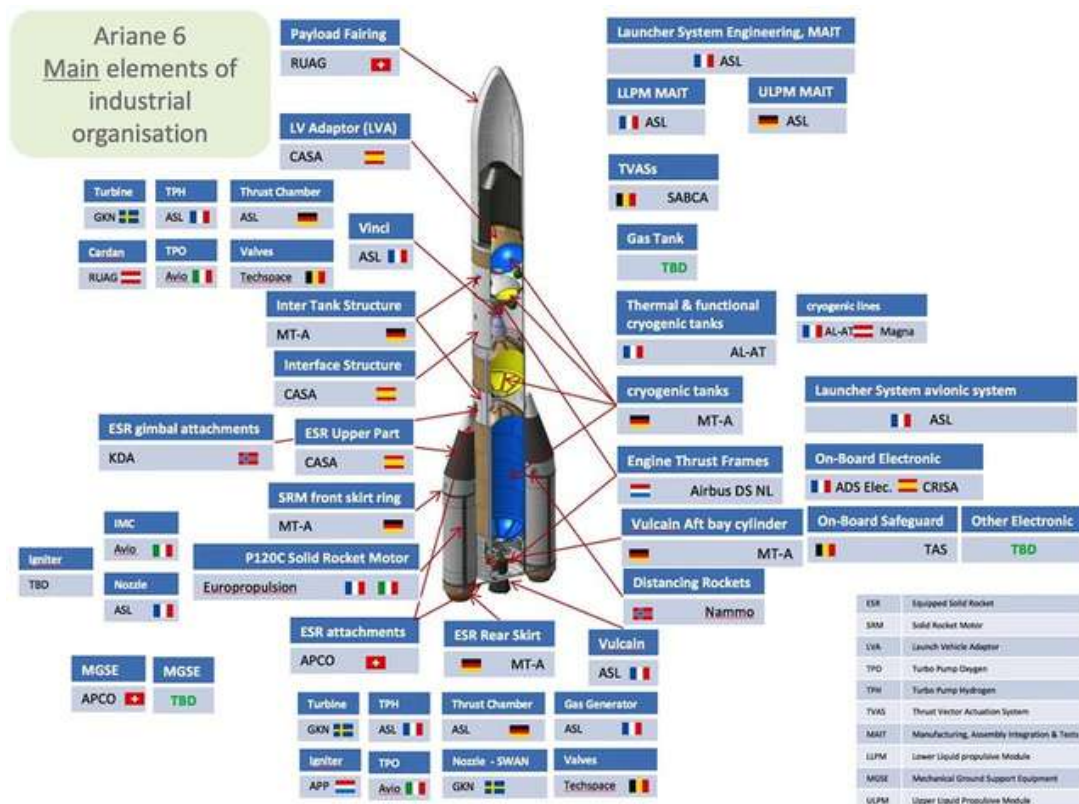 Ariane 6
Main elements of
industrial
organisation
Payload Fairing
RUAG
LV Adaptor (LVA)
CASA
Turbine
GKN
TPH
ASL
Thrust Chamber
ASL
Cardan
RUAG
TPO
Avio
Valves
Techspace
Vinci
ASL
Inter Tank Structure
MT-A
Interface Structure
CASA
ESR gimbal attachments
KDA
ESR Upper Part
CASA
SRM front skirt ring
MT-A
IMC
Avio
Igniter
TBD
Nozzle
ASL
P120C Solid Rocket Motor
Europropulsion
ESR attachments
APCO
ESR Rear Skirt
MT-A
Vulcain
ASL
MGSE
APCO
MGSE
TBD
Turbine
GKN
TPH
ASL
Thrust Chamber
ASL
Gas Generator
ASL
Igniter
APP
TPO
Avio
Nozzle - SWAN
GKN
Valves
Techspace
Launcher System Engineering, MAIT
ASL
LLPM MAIT
ASL
ULPM MAIT
ASL
TVASs
SABCA
Gas Tank
TBD
Thermal & functional
cryogenic tanks
AL-AT
cryogenic lines
AL-AT Magna
cryogenic tanks
MT-A
Launcher System avionic system
ASL
Engine Thrust Frames
Airbus DS NL
On-Board Electronic
ADS Elec. CRISA
Vulcain Aft bay cylinder
MT-A
On-Board Safeguard
TAS
Other Electronic
TBD
Distancing Rockets
Nammo
ESR Equipped Solid Rocket
SRM Solid Rocket Motor
LVA Launch Vehicle Adaptor
TPO Turbo Pump Oxygen
TPH Turbo Pump Hydrogen
TVAS Thrust Vector Actuation System
MAIT Manufacturing, Assembly Integration & Tests
LLPM Lower Liquid propulsive Module
MGSE Mechanical Ground Support Equipment
ULPM Upper Liquid Propulsive Module